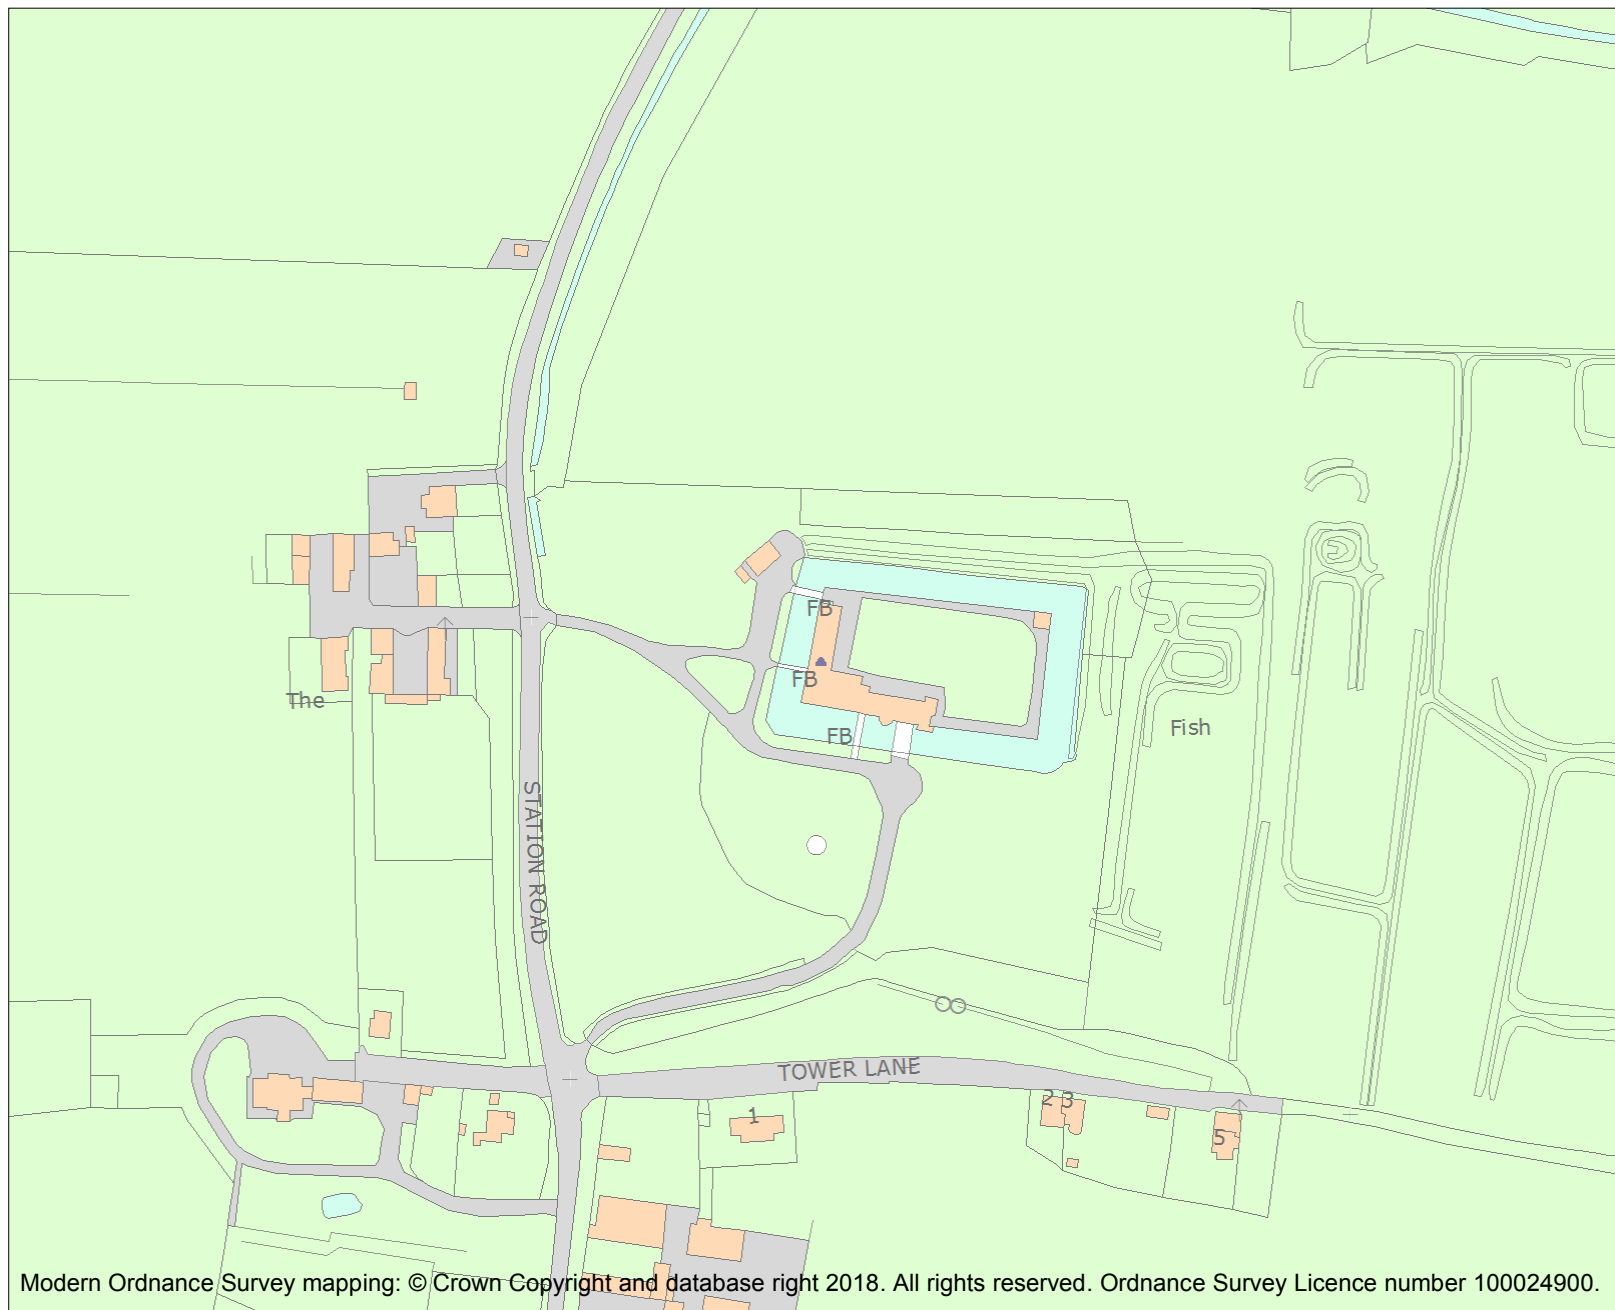 FB
FB
The
FB
Fish
STATION ROAD
TOWER LANE
2 3
1
5
Modern Ordnance Survey mapping: © Crown Copyright and database right 2018. All rights reserved. Ordnance Survey Licence number 100024900.